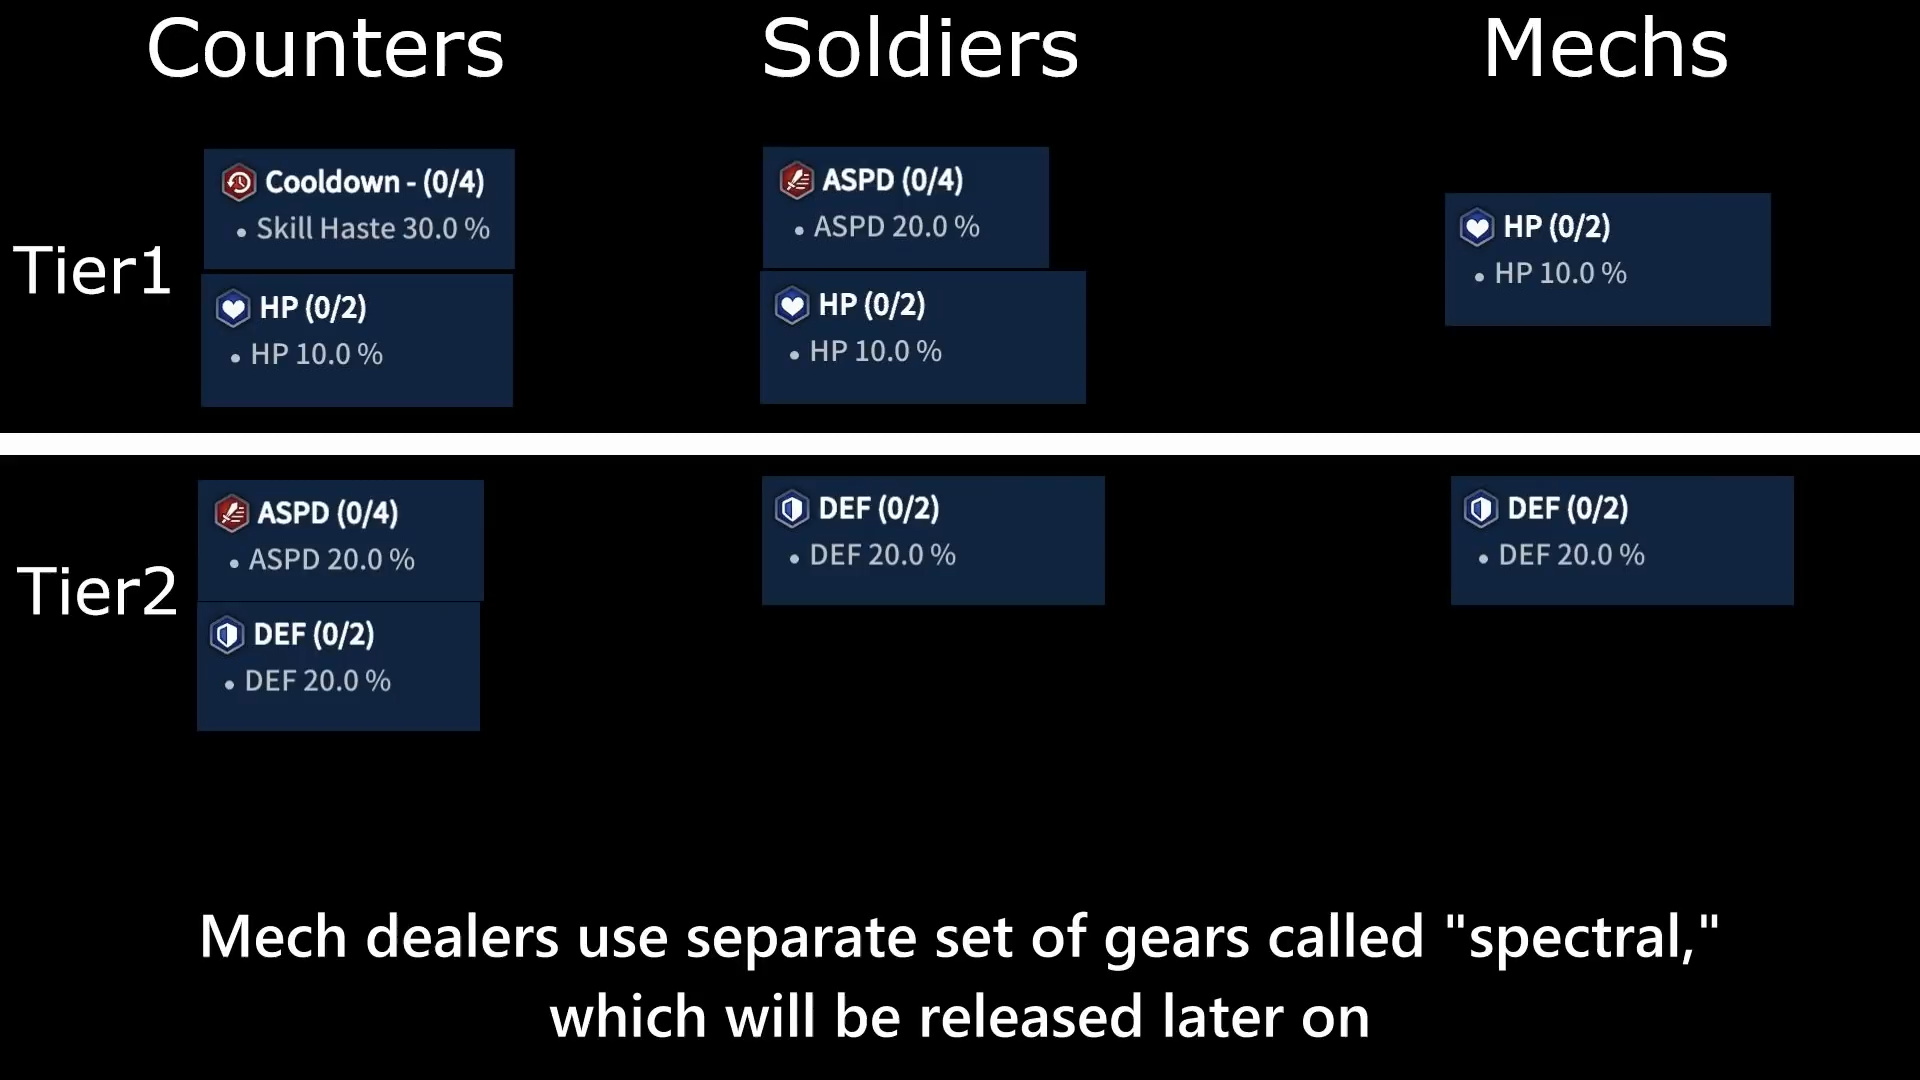 Counters
Soldiers
Mechs
Tier1
Cooldown - (0/4)
• Skill Haste 30.0 %
HP (0/2)
• HP 10.0 %
ASPD (0/4)
• ASPD 20.0 %
HP (0/2)
• HP 10.0 %
HP (0/2)
• HP 10.0 %
Tier2
ASPD (0/4)
• ASPD 20.0 %
DEF (0/2)
• DEF 20.0 %
DEF (0/2)
• DEF 20.0 %
DEF (0/2)
• DEF 20.0 %
Mech dealers use separate set of gears called "spectral,"
which will be released later on